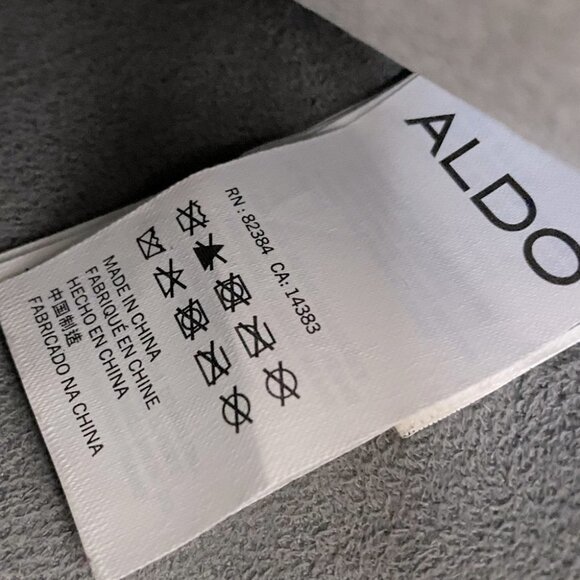 ALDO
RN: 82384 CA: 14383
MADE IN CHINA
FABRIQUÉ EN CHINE
HECHO EN CHINA
中国制造
FABRICADO NA CHINA